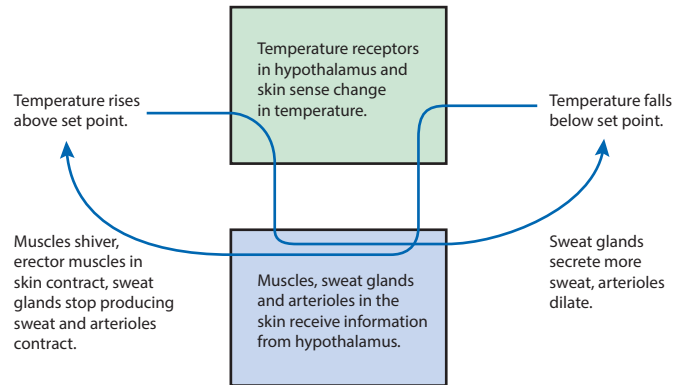 Temperature receptors
in hypothalamus and
skin sense change
in temperature.
Temperature rises
above set point.
Temperature falls
below set point.
Muscles shiver,
erector muscles in
skin contract, sweat
glands stop producing
sweat and arterioles
contract.
Muscles, sweat glands
and arterioles in the
skin receive information
from hypothalamus.
Sweat glands
secrete more
sweat, arterioles
dilate.